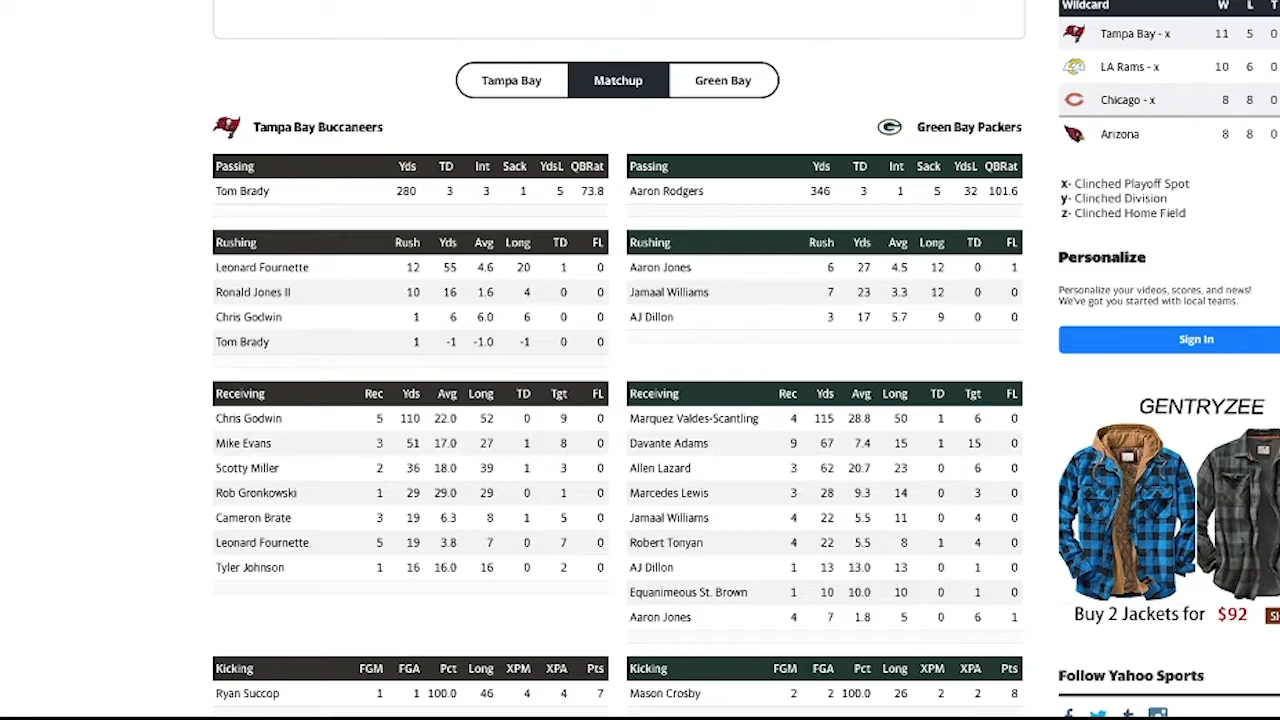 Wildcard W L T
Tampa Bay - x 11 5 0
LA Rams - x 10 6 0
Chicago - x 8 8 0
Arizona 8 8 0
x- Clinched Playoff Spot
y- Clinched Division
z- Clinched Home Field
Tampa Bay Matchup Green Bay
Tampa Bay Buccaneers
Passing Yds TD Int Sack YdsL QBRat
Tom Brady 280 3 3 1 5 73.8
Rushing Rush Yds Avg Long TD FL
Leonard Fournette 12 55 4.6 20 1 0
Ronald Jones II 10 16 1.6 4 0 0
Chris Godwin 1 6 6.0 6 0 0
Tom Brady 1 -1 -1.0 -1 0 0
Receiving Rec Yds Avg Long TD Tgt FL
Chris Godwin 5 110 22.0 52 0 9 0
Mike Evans 3 51 17.0 27 1 8 0
Scotty Miller 2 36 18.0 39 1 3 0
Rob Gronkowski 1 29 29.0 29 0 1 0
Cameron Brate 3 19 6.3 8 1 5 0
Leonard Fournette 5 19 3.8 7 0 7 0
Tyler Johnson 1 16 16.0 16 0 2 0
Kicking FGM FGA Pct Long XPM XPA Pts
Ryan Succop 1 1 100.0 46 4 4 7
Green Bay Packers
Passing Yds TD Int Sack YdsL QBRat
Aaron Rodgers 346 3 1 5 32 101.6
Rushing Rush Yds Avg Long TD FL
Aaron Jones 6 27 4.5 12 0 1
Jamaal Williams 7 23 3.3 12 0 0
AJ Dillon 3 17 5.7 9 0 0
Receiving Rec Yds Avg Long TD Tgt FL
Marquez Valdes-Scantling 4 115 28.8 50 1 6 0
Davante Adams 9 67 7.4 15 1 15 0
Allen Lazard 3 62 20.7 23 0 6 0
Marcedes Lewis 3 28 9.3 14 0 3 0
Jamaal Williams 4 22 5.5 11 0 4 0
Robert Tonyan 4 22 5.5 8 1 4 0
AJ Dillon 1 13 13.0 13 0 1 0
Equanimeous St. Brown 1 10 10.0 10 0 1 0
Aaron Jones 4 7 1.8 5 0 6 1
Kicking FGM FGA Pct Long XPM XPA Pts
Mason Crosby 2 2 100.0 26 2 2 8
Personalize
Personalize your videos, scores, and news!
We've got you started with local teams.
Sign In
GENTRYZEE
Buy 2 Jackets for $92
Follow Yahoo Sports